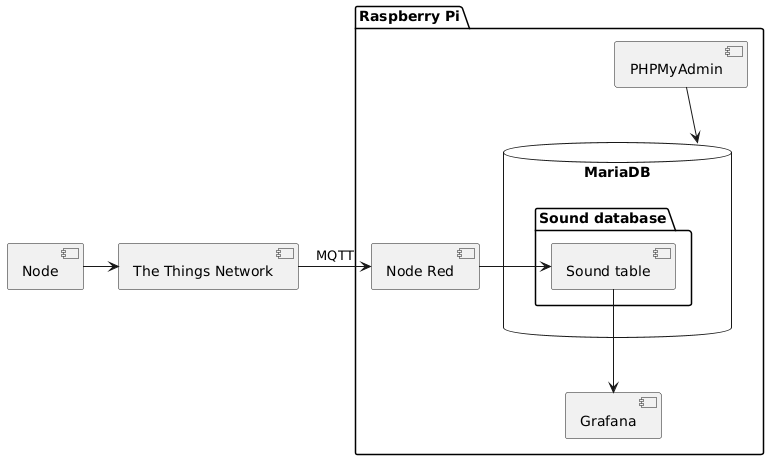 Raspberry Pi
PHPMyAdmin
MariaDB
Sound database
Node
The Things Network
MQTT
Node Red
Sound table
Grafana